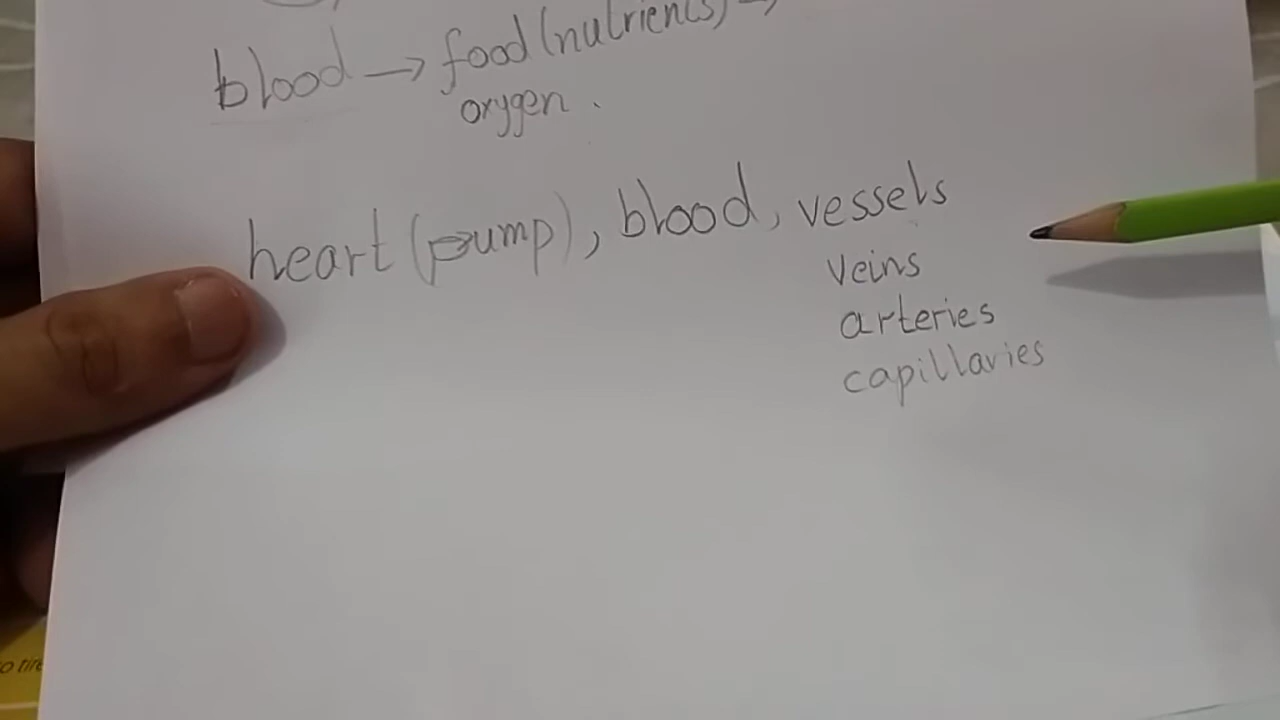 blood → food (nutrients) →
oxygen.
heart (pump), blood, vessels
veins
arteries
capillaries